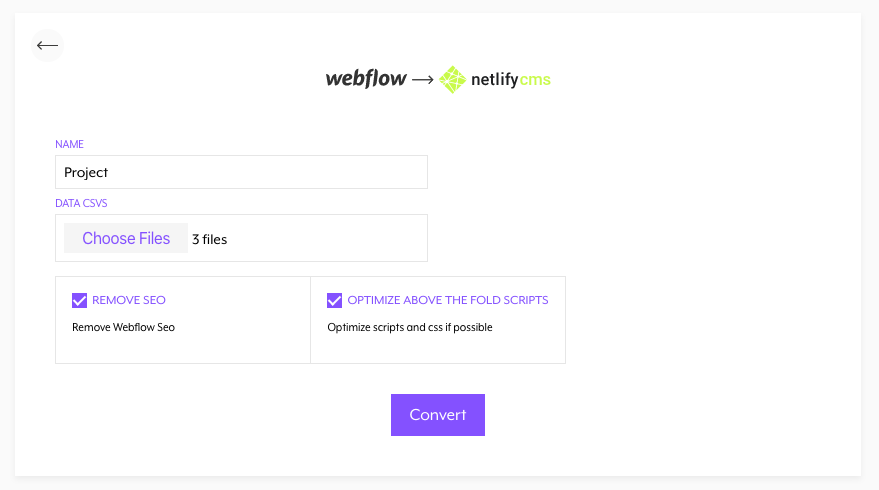 webflow → netlifycms
NAME
Project
DATA CSVS
Choose Files 3 files
REMOVE SEO
Remove Webflow Seo
OPTIMIZE ABOVE THE FOLD SCRIPTS
Optimize scripts and css if possible
Convert